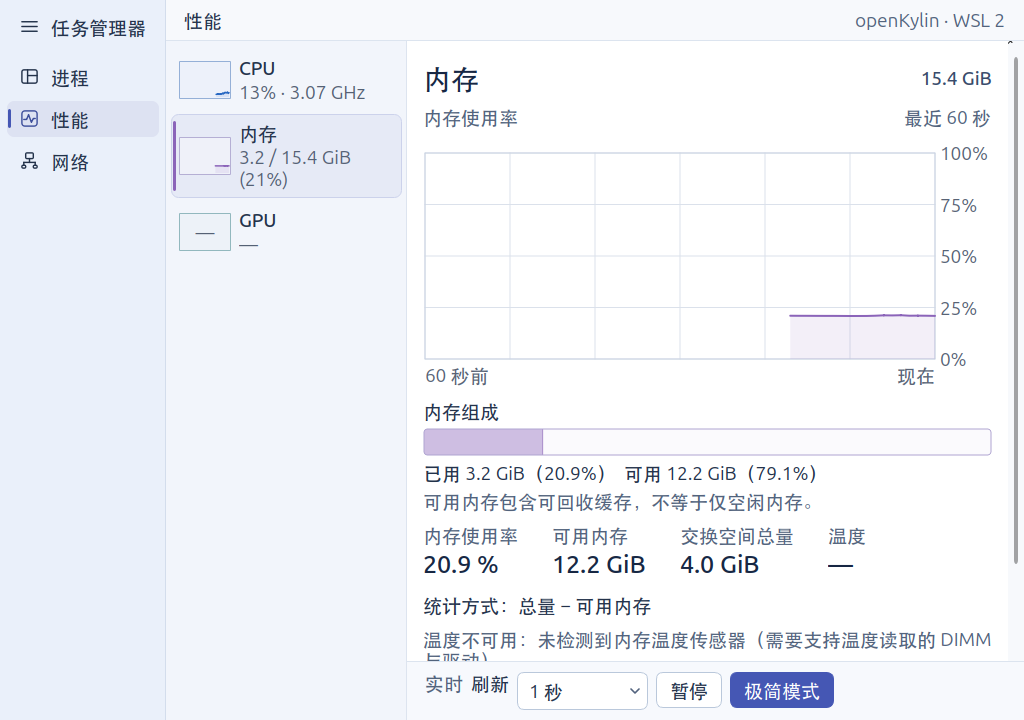 任务管理器
进程
性能
网络
性能
openKylin · WSL 2
CPU
13% · 3.07 GHz
内存
3.2 / 15.4 GiB
(21%)
GPU
—
—
内存
15.4 GiB
内存使用率
最近 60 秒
100%
75%
50%
25%
0%
60 秒前
现在
内存组成
已用 3.2 GiB（20.9%） 可用 12.2 GiB（79.1%）
可用内存包含可回收缓存，不等于仅空闲内存。
内存使用率 可用内存 交换空间总量 温度
20.9 % 12.2 GiB 4.0 GiB —
统计方式：总量 − 可用内存
温度不可用：未检测到内存温度传感器（需要支持温度读取的 DIMM
与驱动）
实时 刷新 1 秒 暂停 极简模式